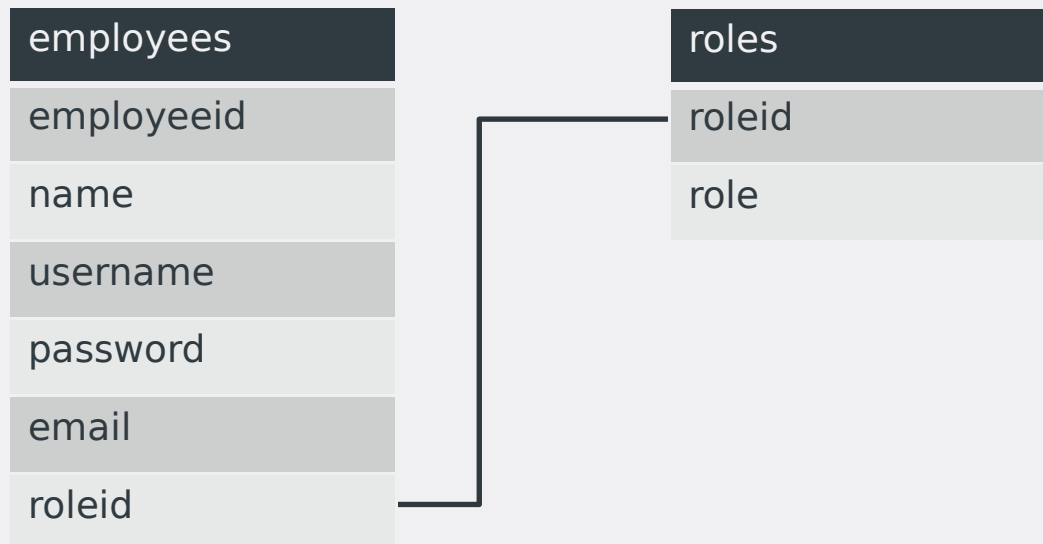 employees
employeeid
name
username
password
email
roleid
roles
roleid
role